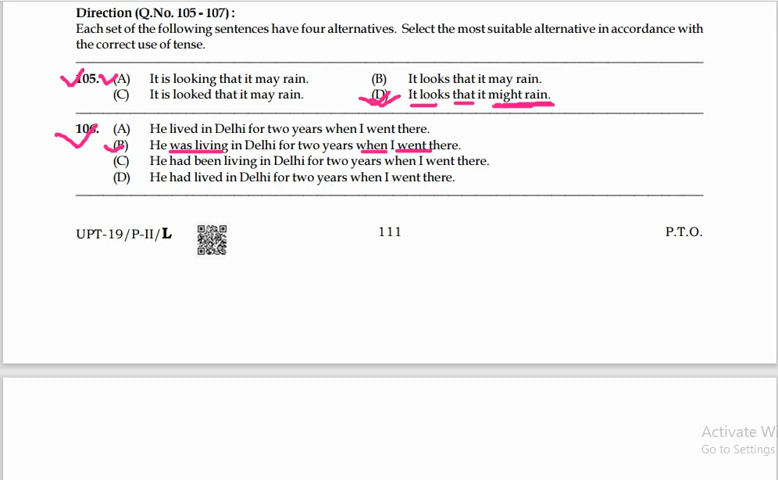 Direction (Q.No. 105 - 107) :
Each set of the following sentences have four alternatives. Select the most suitable alternative in accordance with
the correct use of tense.
105. (A) It is looking that it may rain. (B) It looks that it may rain.
(C) It is looked that it may rain. (D) It looks that it might rain.
106. (A) He lived in Delhi for two years when I went there.
(B) He was living in Delhi for two years when I went there.
(C) He had been living in Delhi for two years when I went there.
(D) He had lived in Delhi for two years when I went there.
UPT-19/P-II/L 111 P.T.O.
Activate Wi
Go to Settings